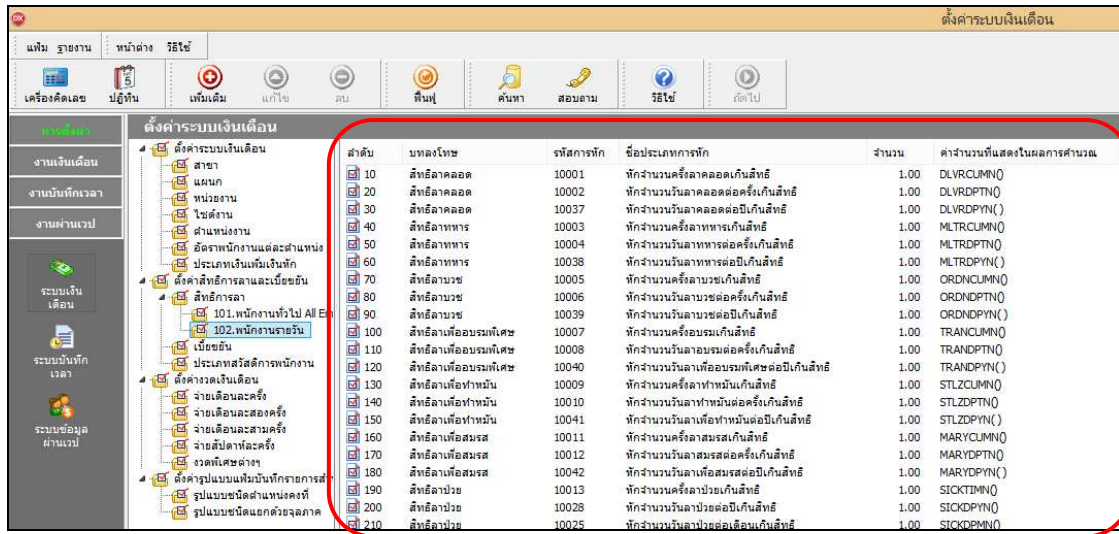 ตั้งค่าระบบเงินเดือน
แฟ้ม รายงาน หน้าต่าง วิธีใช้
เครื่องคิดเลข ปฏิทิน เพิ่มเติม แก้ไข ลบ ฟื้นฟู ค้นหา สอบถาม วิธีใช้ ถัดไป
การตั้งค่า
งานเงินเดือน
งานบันทึกเวลา
งานผ่านเวป
ระบบเงิน
เดือน
ระบบบันทึก
เวลา
ระบบข้อมูล
ผ่านเวป
ตั้งค่าระบบเงินเดือน
ตั้งค่าระบบเงินเดือน
สาขา
แผนก
หน่วยงาน
ไซด์งาน
ตำแหน่งงาน
อัตราพนักงานแต่ละตำแหน่ง
ประเภทเงินเพิ่มเงินหัก
ตั้งค่าสิทธิการลาและเบี้ยขยัน
สิทธิการลา
101.พนักงานทั่วไป All Em
102.พนักงานรายวัน
เบี้ยขยัน
ประเภทสวัสดิการพนักงาน
ตั้งค่างวดเงินเดือน
จ่ายเดือนละครั้ง
จ่ายเดือนละสองครั้ง
จ่ายเดือนละสามครั้ง
จ่ายสัปดาห์ละครั้ง
งวดพิเศษต่างๆ
ตั้งค่ารูปแบบแฟ้มบันทึกรายการสำ
รูปแบบชนิดตำแหน่งคงที่
รูปแบบชนิดแยกด้วยจุลภาค
ลำดับ บทลงโทษ รหัสการหัก ชื่อประเภทการหัก จำนวน ค่าจำนวนที่แสดงในผลการคำนวณ
10 สิทธิลาคลอด 10001 หักจำนวนครั้งลาคลอดเกินสิทธิ 1.00 DLVRCUMN()
20 สิทธิลาคลอด 10002 หักจำนวนวันลาคลอดต่อครั้งเกินสิทธิ 1.00 DLVRDPTN()
30 สิทธิลาคลอด 10037 หักจำนวนวันลาคลอดต่อปีเกินสิทธิ 1.00 DLVRDPYN( )
40 สิทธิลาทหาร 10003 หักจำนวนครั้งลาทหารเกินสิทธิ 1.00 MLTRCUMN()
50 สิทธิลาทหาร 10004 หักจำนวนวันลาทหารต่อครั้งเกินสิทธิ 1.00 MLTRDPTN()
60 สิทธิลาทหาร 10038 หักจำนวนวันลาทหารต่อปีเกินสิทธิ 1.00 MLTRDPYN( )
70 สิทธิลาบวช 10005 หักจำนวนครั้งลาบวชเกินสิทธิ 1.00 ORDNCUMN()
80 สิทธิลาบวช 10006 หักจำนวนวันลาบวชต่อครั้งเกินสิทธิ 1.00 ORDNDPTN()
90 สิทธิลาบวช 10039 หักจำนวนวันลาบวชต่อปีเกินสิทธิ 1.00 ORDNDPYN( )
100 สิทธิลาเพื่ออบรมพิเศษ 10007 หักจำนวนครั้งอบรมเกินสิทธิ 1.00 TRANCUMN()
110 สิทธิลาเพื่ออบรมพิเศษ 10008 หักจำนวนวันลาอบรมต่อครั้งเกินสิทธิ 1.00 TRANDPTN()
120 สิทธิลาเพื่ออบรมพิเศษ 10040 หักจำนวนวันลาเพื่ออบรมพิเศษต่อปีเกินสิทธิ 1.00 TRANDPYN( )
130 สิทธิลาเพื่อทำหมัน 10009 หักจำนวนครั้งลาทำหมันเกินสิทธิ 1.00 STLZCUMN()
140 สิทธิลาเพื่อทำหมัน 10010 หักจำนวนวันลาทำหมันต่อครั้งเกินสิทธิ 1.00 STLZDPTN()
150 สิทธิลาเพื่อทำหมัน 10041 หักจำนวนวันลาเพื่อทำหมันต่อปีเกินสิทธิ 1.00 STLZDPYN( )
160 สิทธิลาเพื่อสมรส 10011 หักจำนวนครั้งลาสมรสเกินสิทธิ 1.00 MARYCUMN()
170 สิทธิลาเพื่อสมรส 10012 หักจำนวนวันลาสมรสต่อครั้งเกินสิทธิ 1.00 MARYDPTN()
180 สิทธิลาเพื่อสมรส 10042 หักจำนวนวันลาเพื่อสมรสต่อปีเกินสิทธิ 1.00 MARYDPYN( )
190 สิทธิลาป่วย 10013 หักจำนวนครั้งลาป่วยเกินสิทธิ 1.00 SICKTIMN()
200 สิทธิลาป่วย 10028 หักจำนวนวันลาป่วยต่อปีเกินสิทธิ 1.00 SICKDPYN()
210 สิทธิลาป่วย 10025 หักจำนวนวันลาป่วยต่อเดือนเกินสิทธิ 1.00 SICKDPMN()